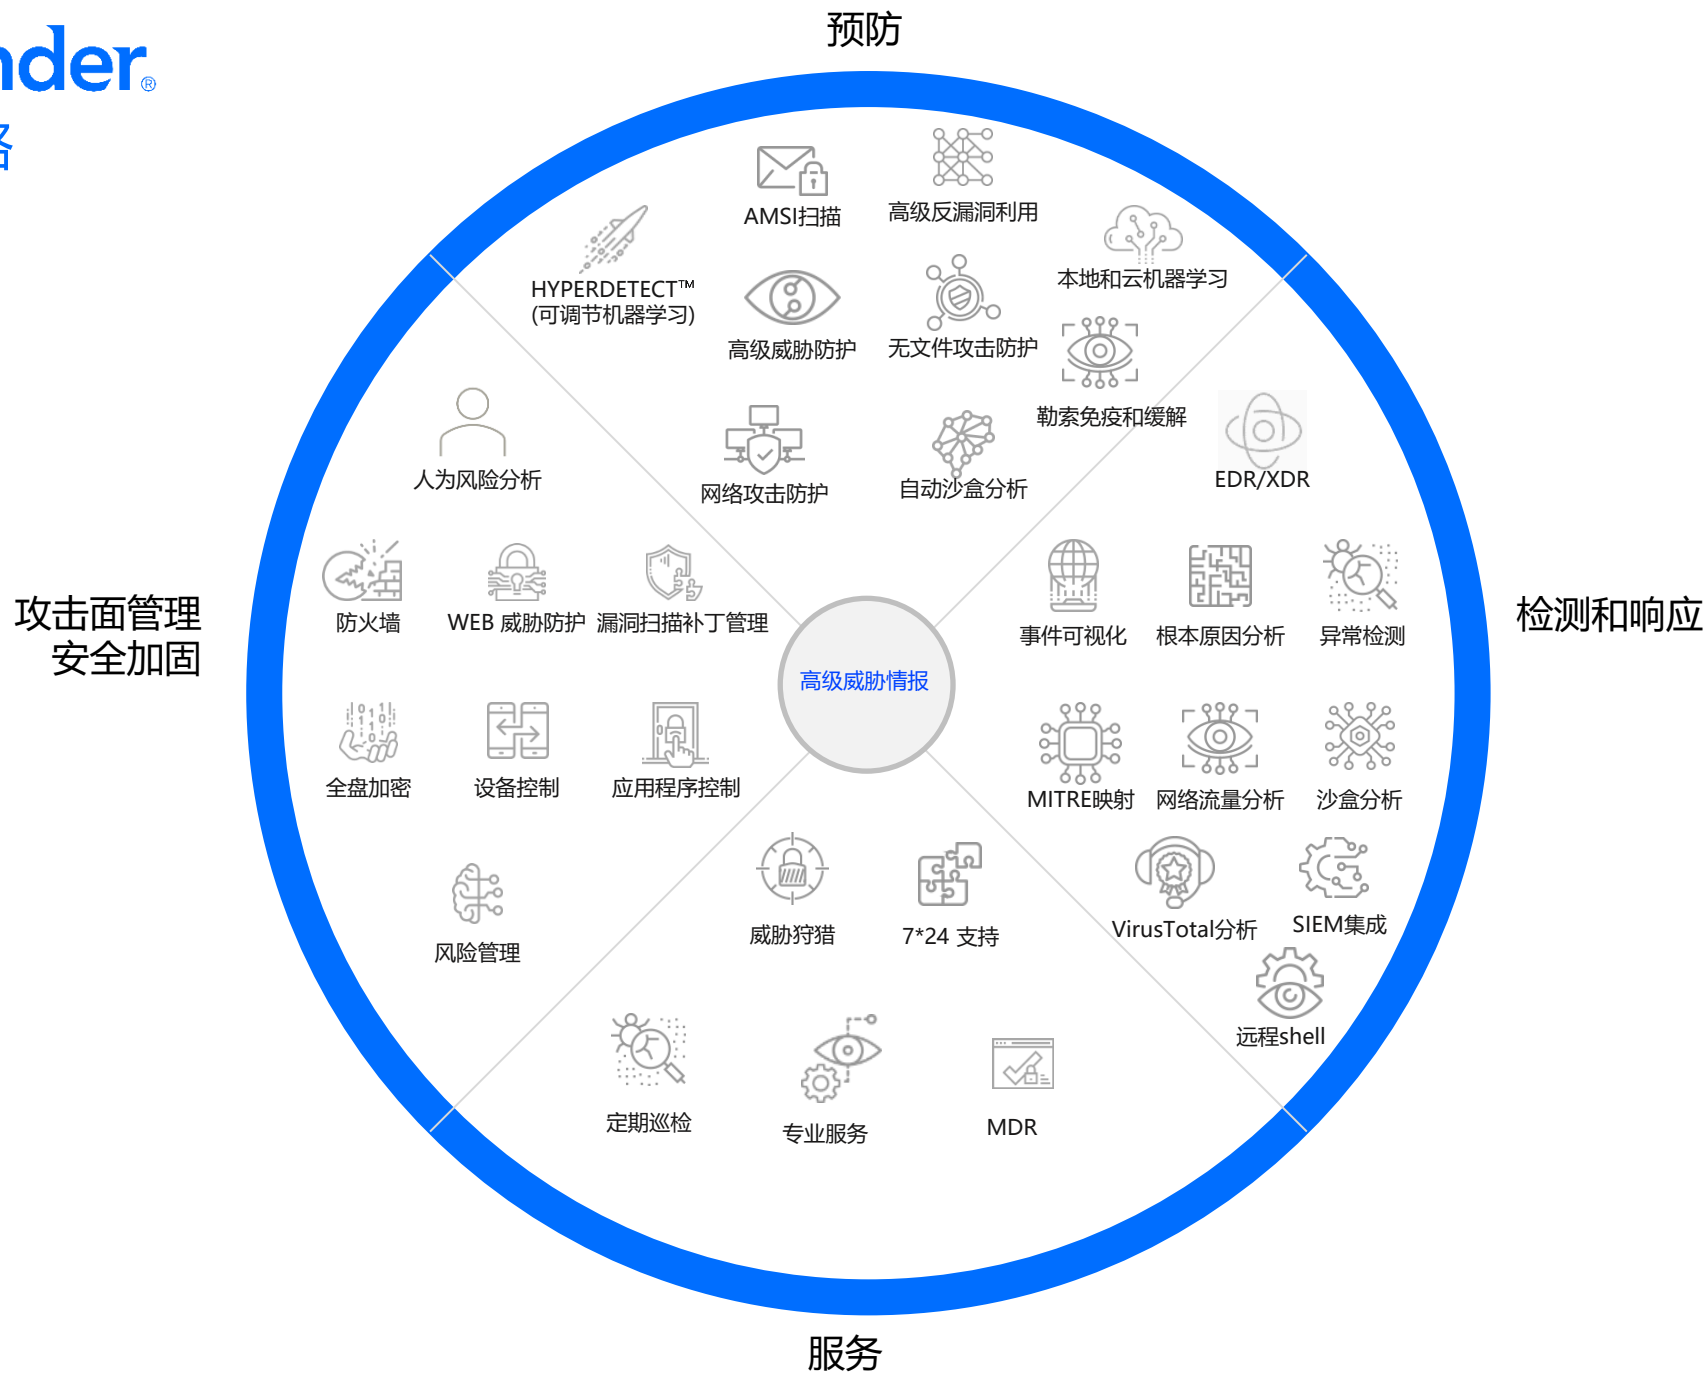 预防
nder®
略
AMSI扫描
高级反漏洞利用
HYPERDETECT™
(可调节机器学习)
本地和云机器学习
高级威胁防护
无文件攻击防护
勒索免疫和缓解
网络攻击防护
自动沙盒分析
人为风险分析
EDR/XDR
攻击面管理
安全加固
防火墙
WEB 威胁防护
漏洞扫描补丁管理
事件可视化
根本原因分析
异常检测
检测和响应
高级威胁情报
全盘加密
设备控制
应用程序控制
MITRE映射
网络流量分析
沙盒分析
风险管理
威胁狩猎
7*24 支持
VirusTotal分析
SIEM集成
远程shell
定期巡检
专业服务
MDR
服务